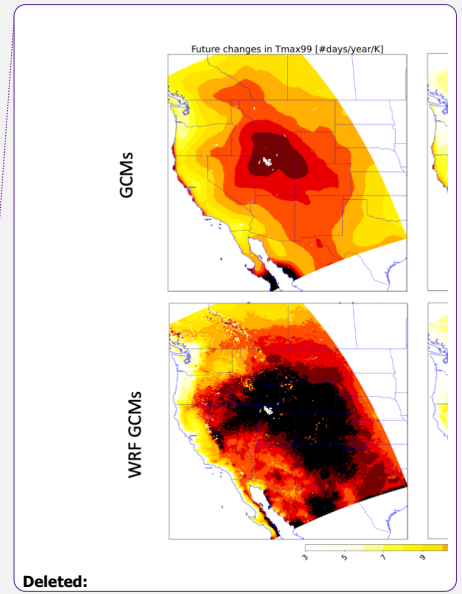 Future changes in Tmax99 [#days/year/K]
GCMs
WRF GCMs
3 5 7 9
Deleted: